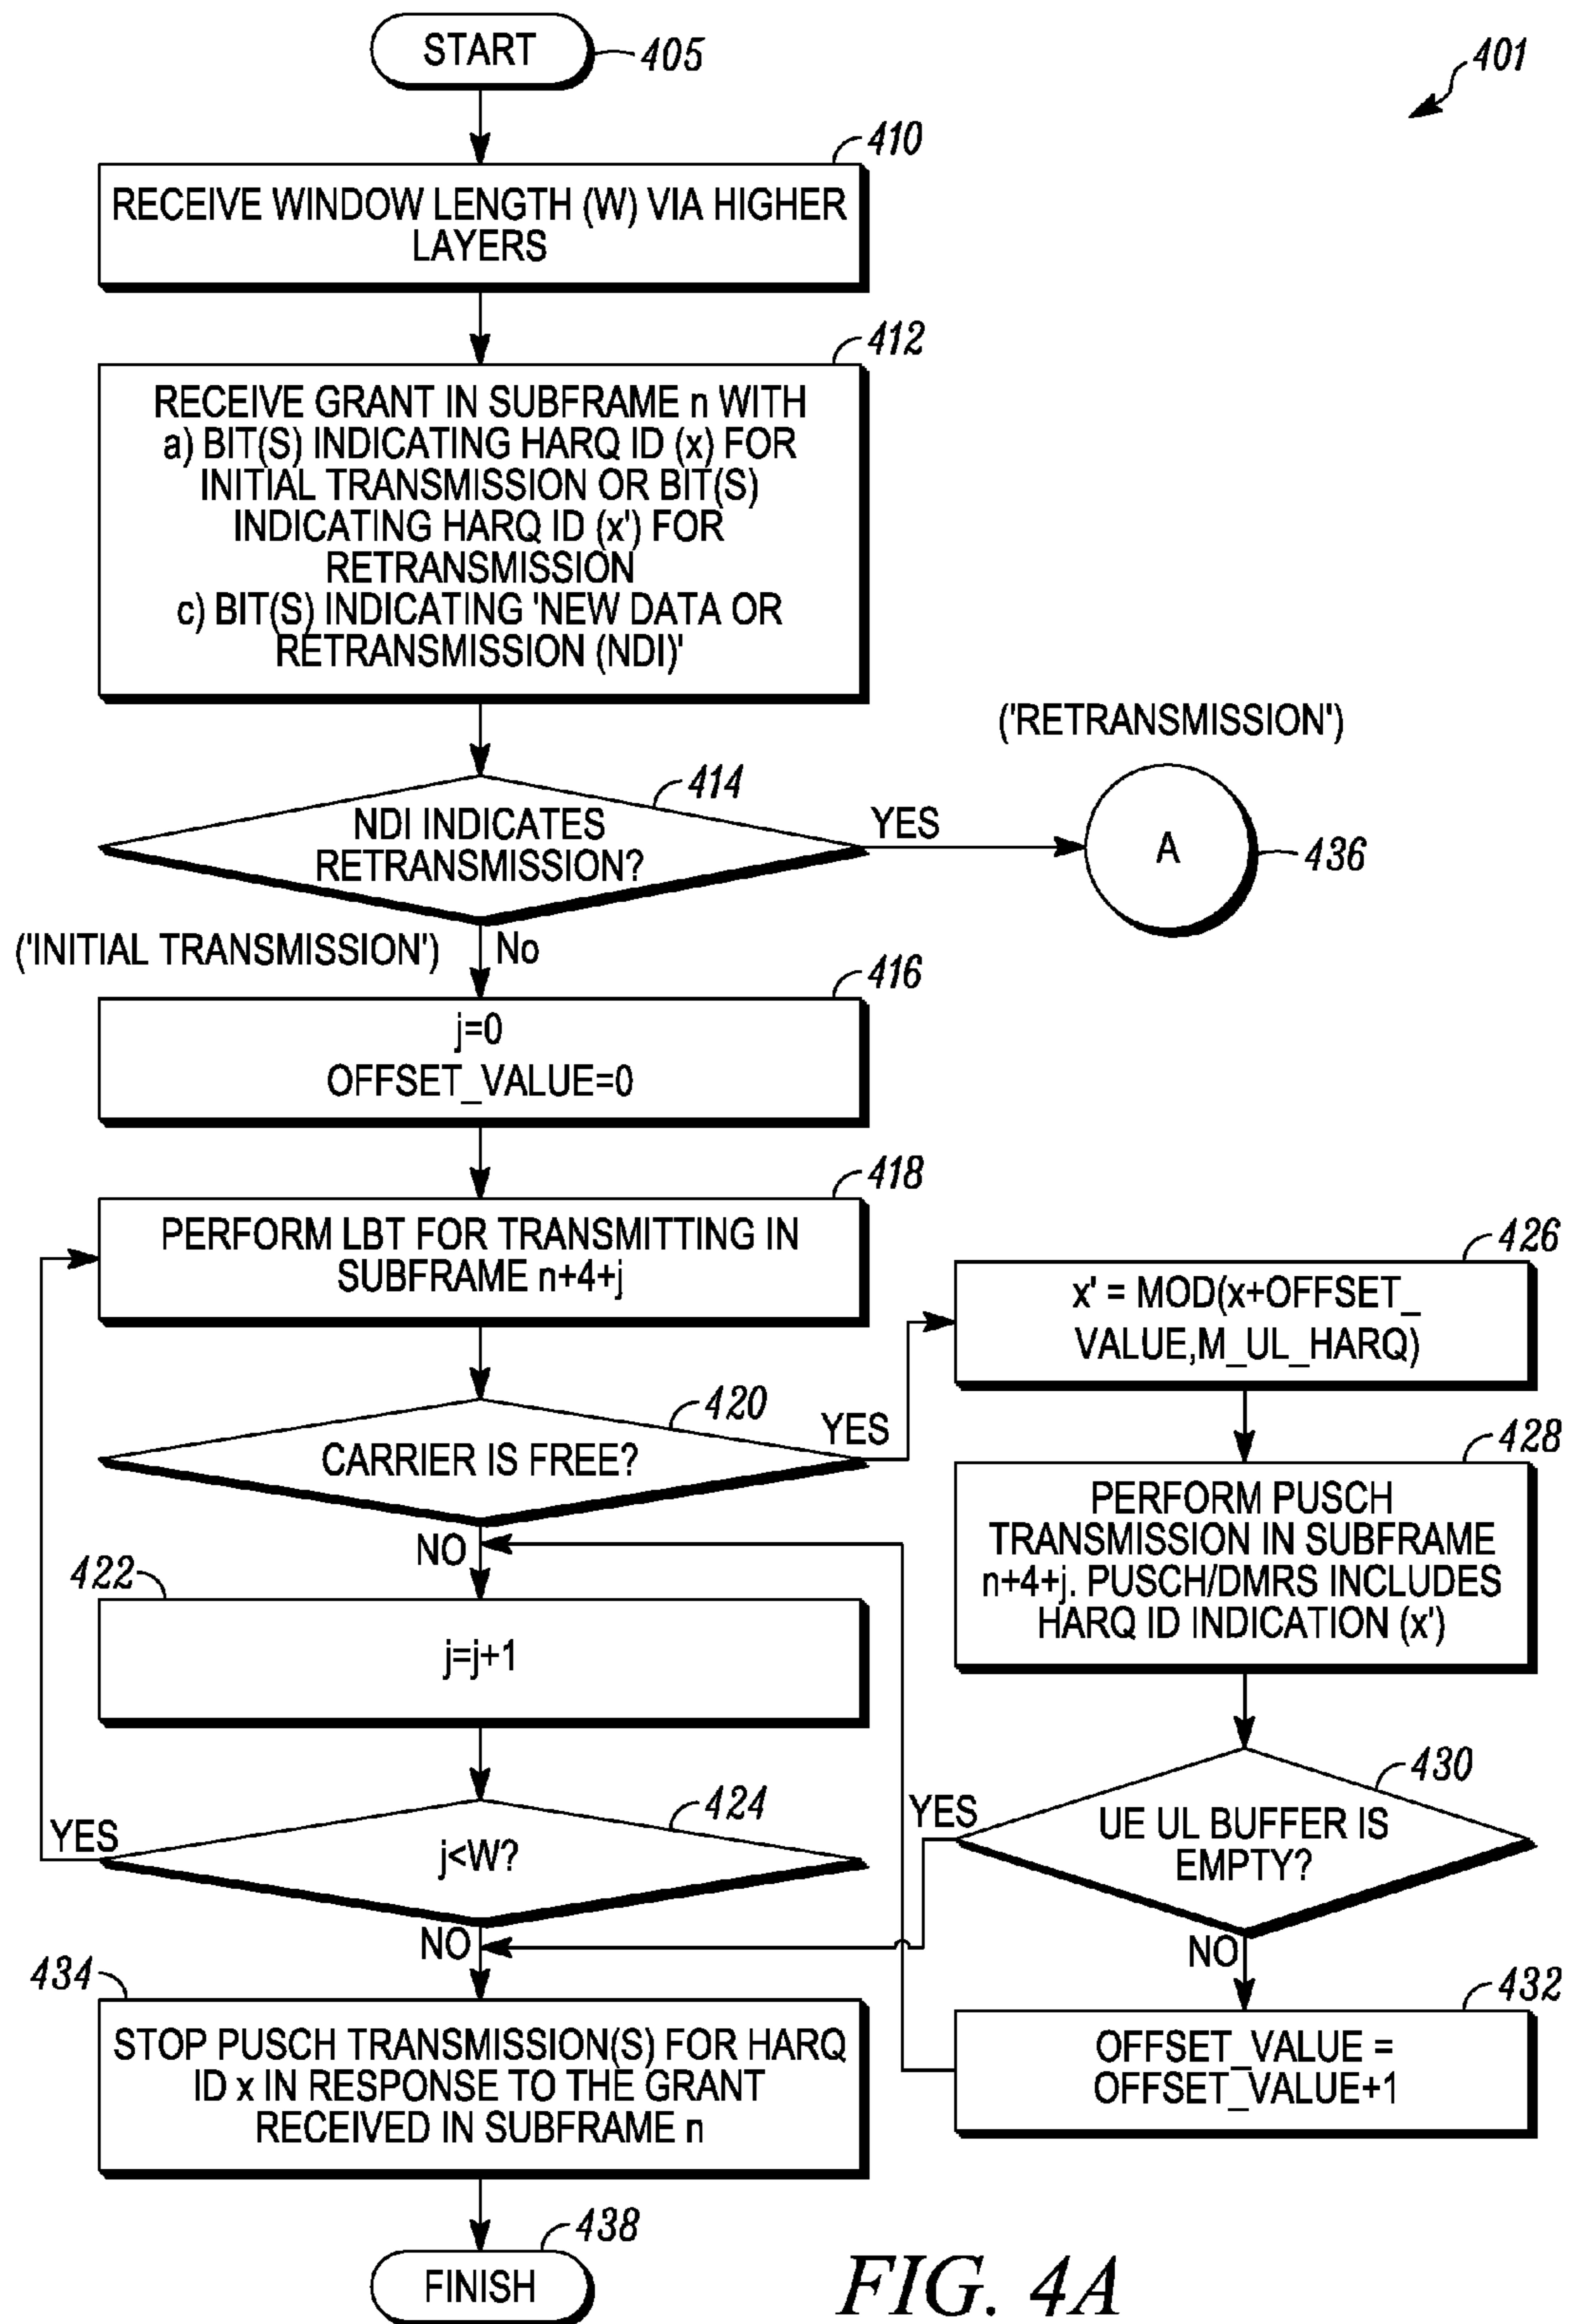 START
405
401
410
RECEIVE WINDOW LENGTH (W) VIA HIGHER
LAYERS
412
RECEIVE GRANT IN SUBFRAME n WITH
a) BIT(S) INDICATING HARQ ID (x) FOR
INITIAL TRANSMISSION OR BIT(S)
INDICATING HARQ ID (x') FOR
RETRANSMISSION
c) BIT(S) INDICATING 'NEW DATA OR
RETRANSMISSION (NDI)'
414
NDI INDICATES
RETRANSMISSION?
YES
('RETRANSMISSION')
A
436
('INITIAL TRANSMISSION')
No
416
j=0
OFFSET_VALUE=0
418
PERFORM LBT FOR TRANSMITTING IN
SUBFRAME n+4+j
420
CARRIER IS FREE?
YES
NO
422
j=j+1
424
j<W?
YES
NO
426
x' = MOD(x+OFFSET_
VALUE,M_UL_HARQ)
428
PERFORM PUSCH
TRANSMISSION IN SUBFRAME
n+4+j. PUSCH/DMRS INCLUDES
HARQ ID INDICATION (x')
430
UE UL BUFFER IS
EMPTY?
YES
NO
432
OFFSET_VALUE =
OFFSET_VALUE+1
434
STOP PUSCH TRANSMISSION(S) FOR HARQ
ID x IN RESPONSE TO THE GRANT
RECEIVED IN SUBFRAME n
438
FINISH
FIG. 4A